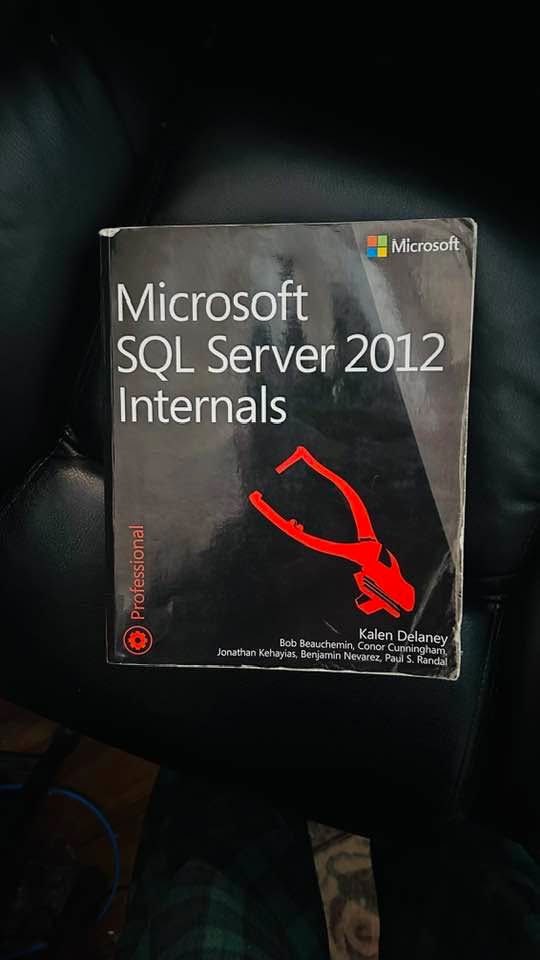 Microsoft
Microsoft
SQL Server 2012
Internals
Professional
Kalen Delaney
Bob Beauchemin, Conor Cunningham,
Jonathan Kehayias, Benjamin Nevarez, Paul S. Randal